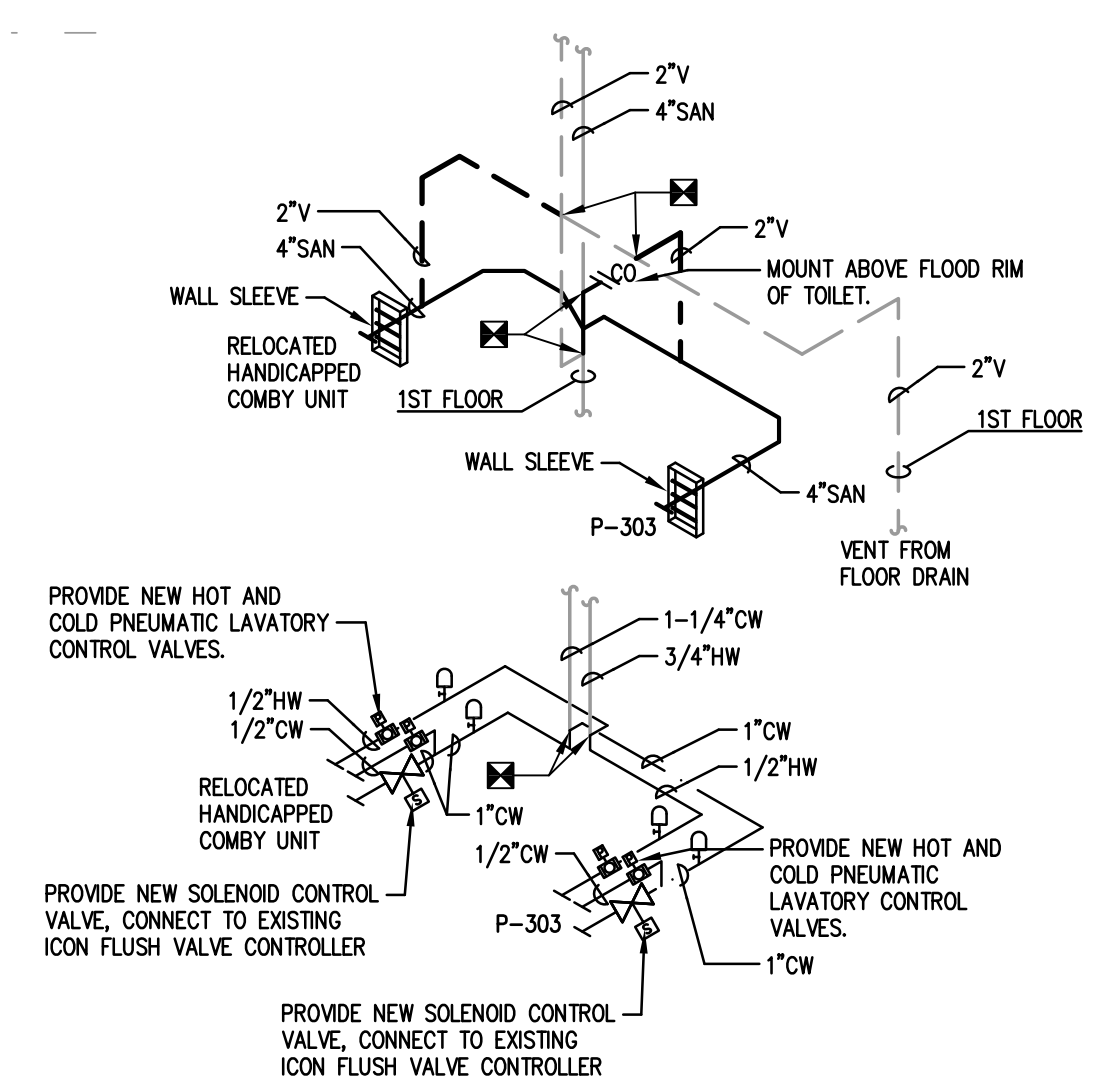 2"V
4"SAN
2"V
4"SAN
2"V
CO
MOUNT ABOVE FLOOD RIM
OF TOILET.
WALL SLEEVE
RELOCATED
HANDICAPPED
COMBY UNIT
1ST FLOOR
2"V
1ST FLOOR
WALL SLEEVE
4"SAN
P-303
VENT FROM
FLOOR DRAIN
PROVIDE NEW HOT AND
COLD PNEUMATIC LAVATORY
CONTROL VALVES.
1-1/4"CW
3/4"HW
1/2"HW
1/2"CW
P
P
1"CW
1/2"HW
RELOCATED
HANDICAPPED
COMBY UNIT
S
1"CW
1/2"CW
P
P
PROVIDE NEW HOT AND
COLD PNEUMATIC
LAVATORY CONTROL
VALVES.
PROVIDE NEW SOLENOID CONTROL
VALVE, CONNECT TO EXISTING
ICON FLUSH VALVE CONTROLLER
P-303
S
1"CW
PROVIDE NEW SOLENOID CONTROL
VALVE, CONNECT TO EXISTING
ICON FLUSH VALVE CONTROLLER